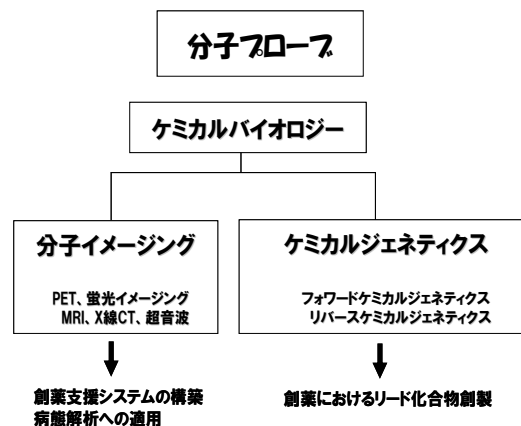 分子プローブ
ケミカルバイオロジー
分子イメージング
PET、蛍光イメージング
MRI、X線CT、超音波
創薬支援システムの構築
病態解析への適用
ケミカルジェネティクス
フォワードケミカルジェネティクス
リバースケミカルジェネティクス
創薬におけるリード化合物創製